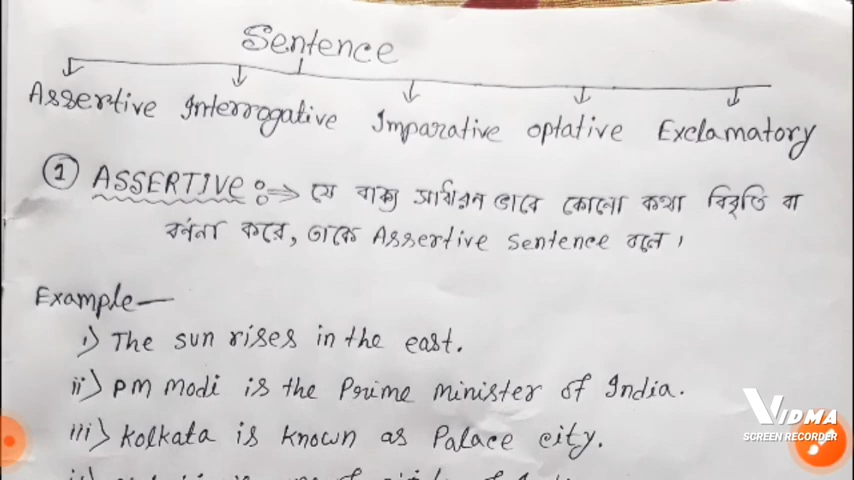 Sentence
Assertive Interrogative Imparative optative Exclamatory
1 ASSERTIVE :⇒ যে বাক্য সাধারন ভাবে কোনো কথা বিবৃতি বা
বর্ননা করে, তাকে Assertive Sentence বলে।
Example—
i) The sun rises in the east.
ii) PM modi is the Prime minister of India.
iii) Kolkata is known as Palace city.
VIDMA
SCREEN RECORDER